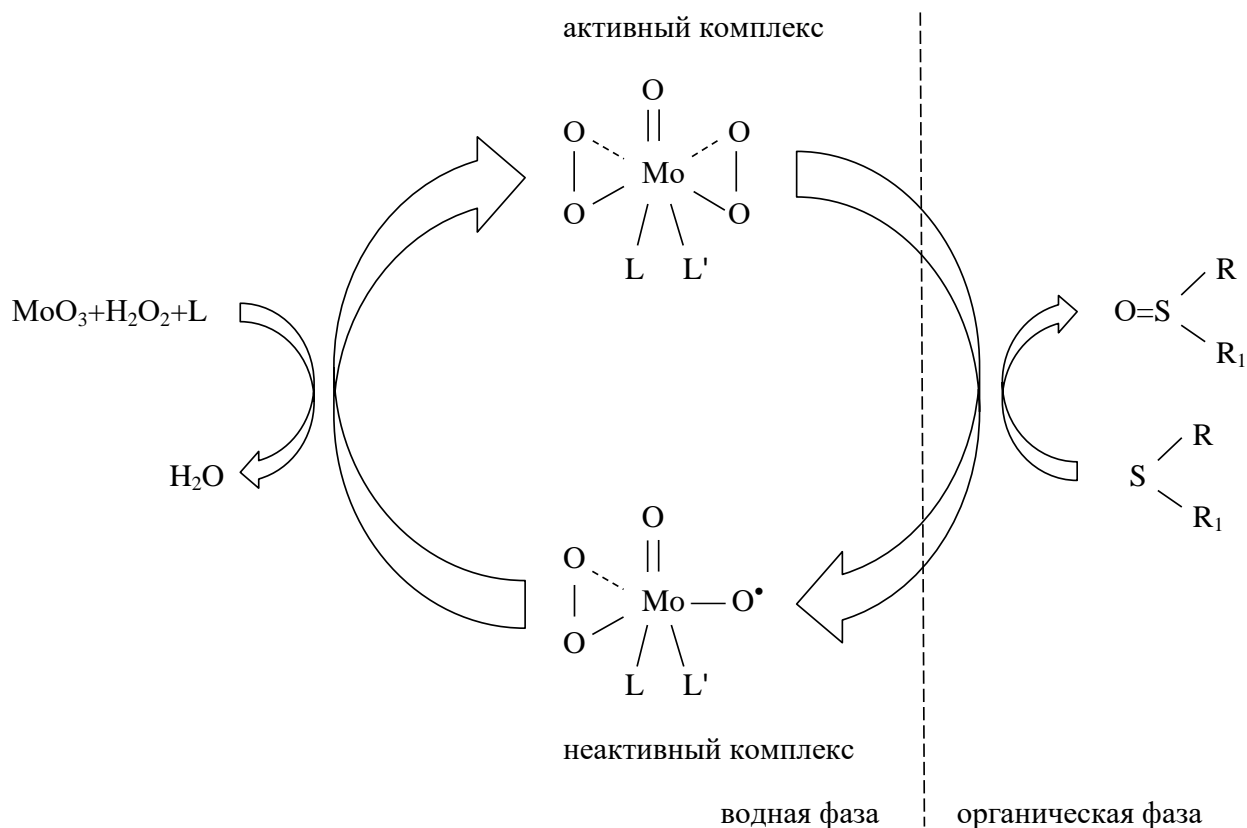 активный комплекс
O
O O
Mo
O O
L L'
R
MoO₃+H₂O₂+L
O=S
R₁
R
H₂O
S
R₁
O
O
Mo O•
O
L L'
неактивный комплекс
водная фаза органическая фаза